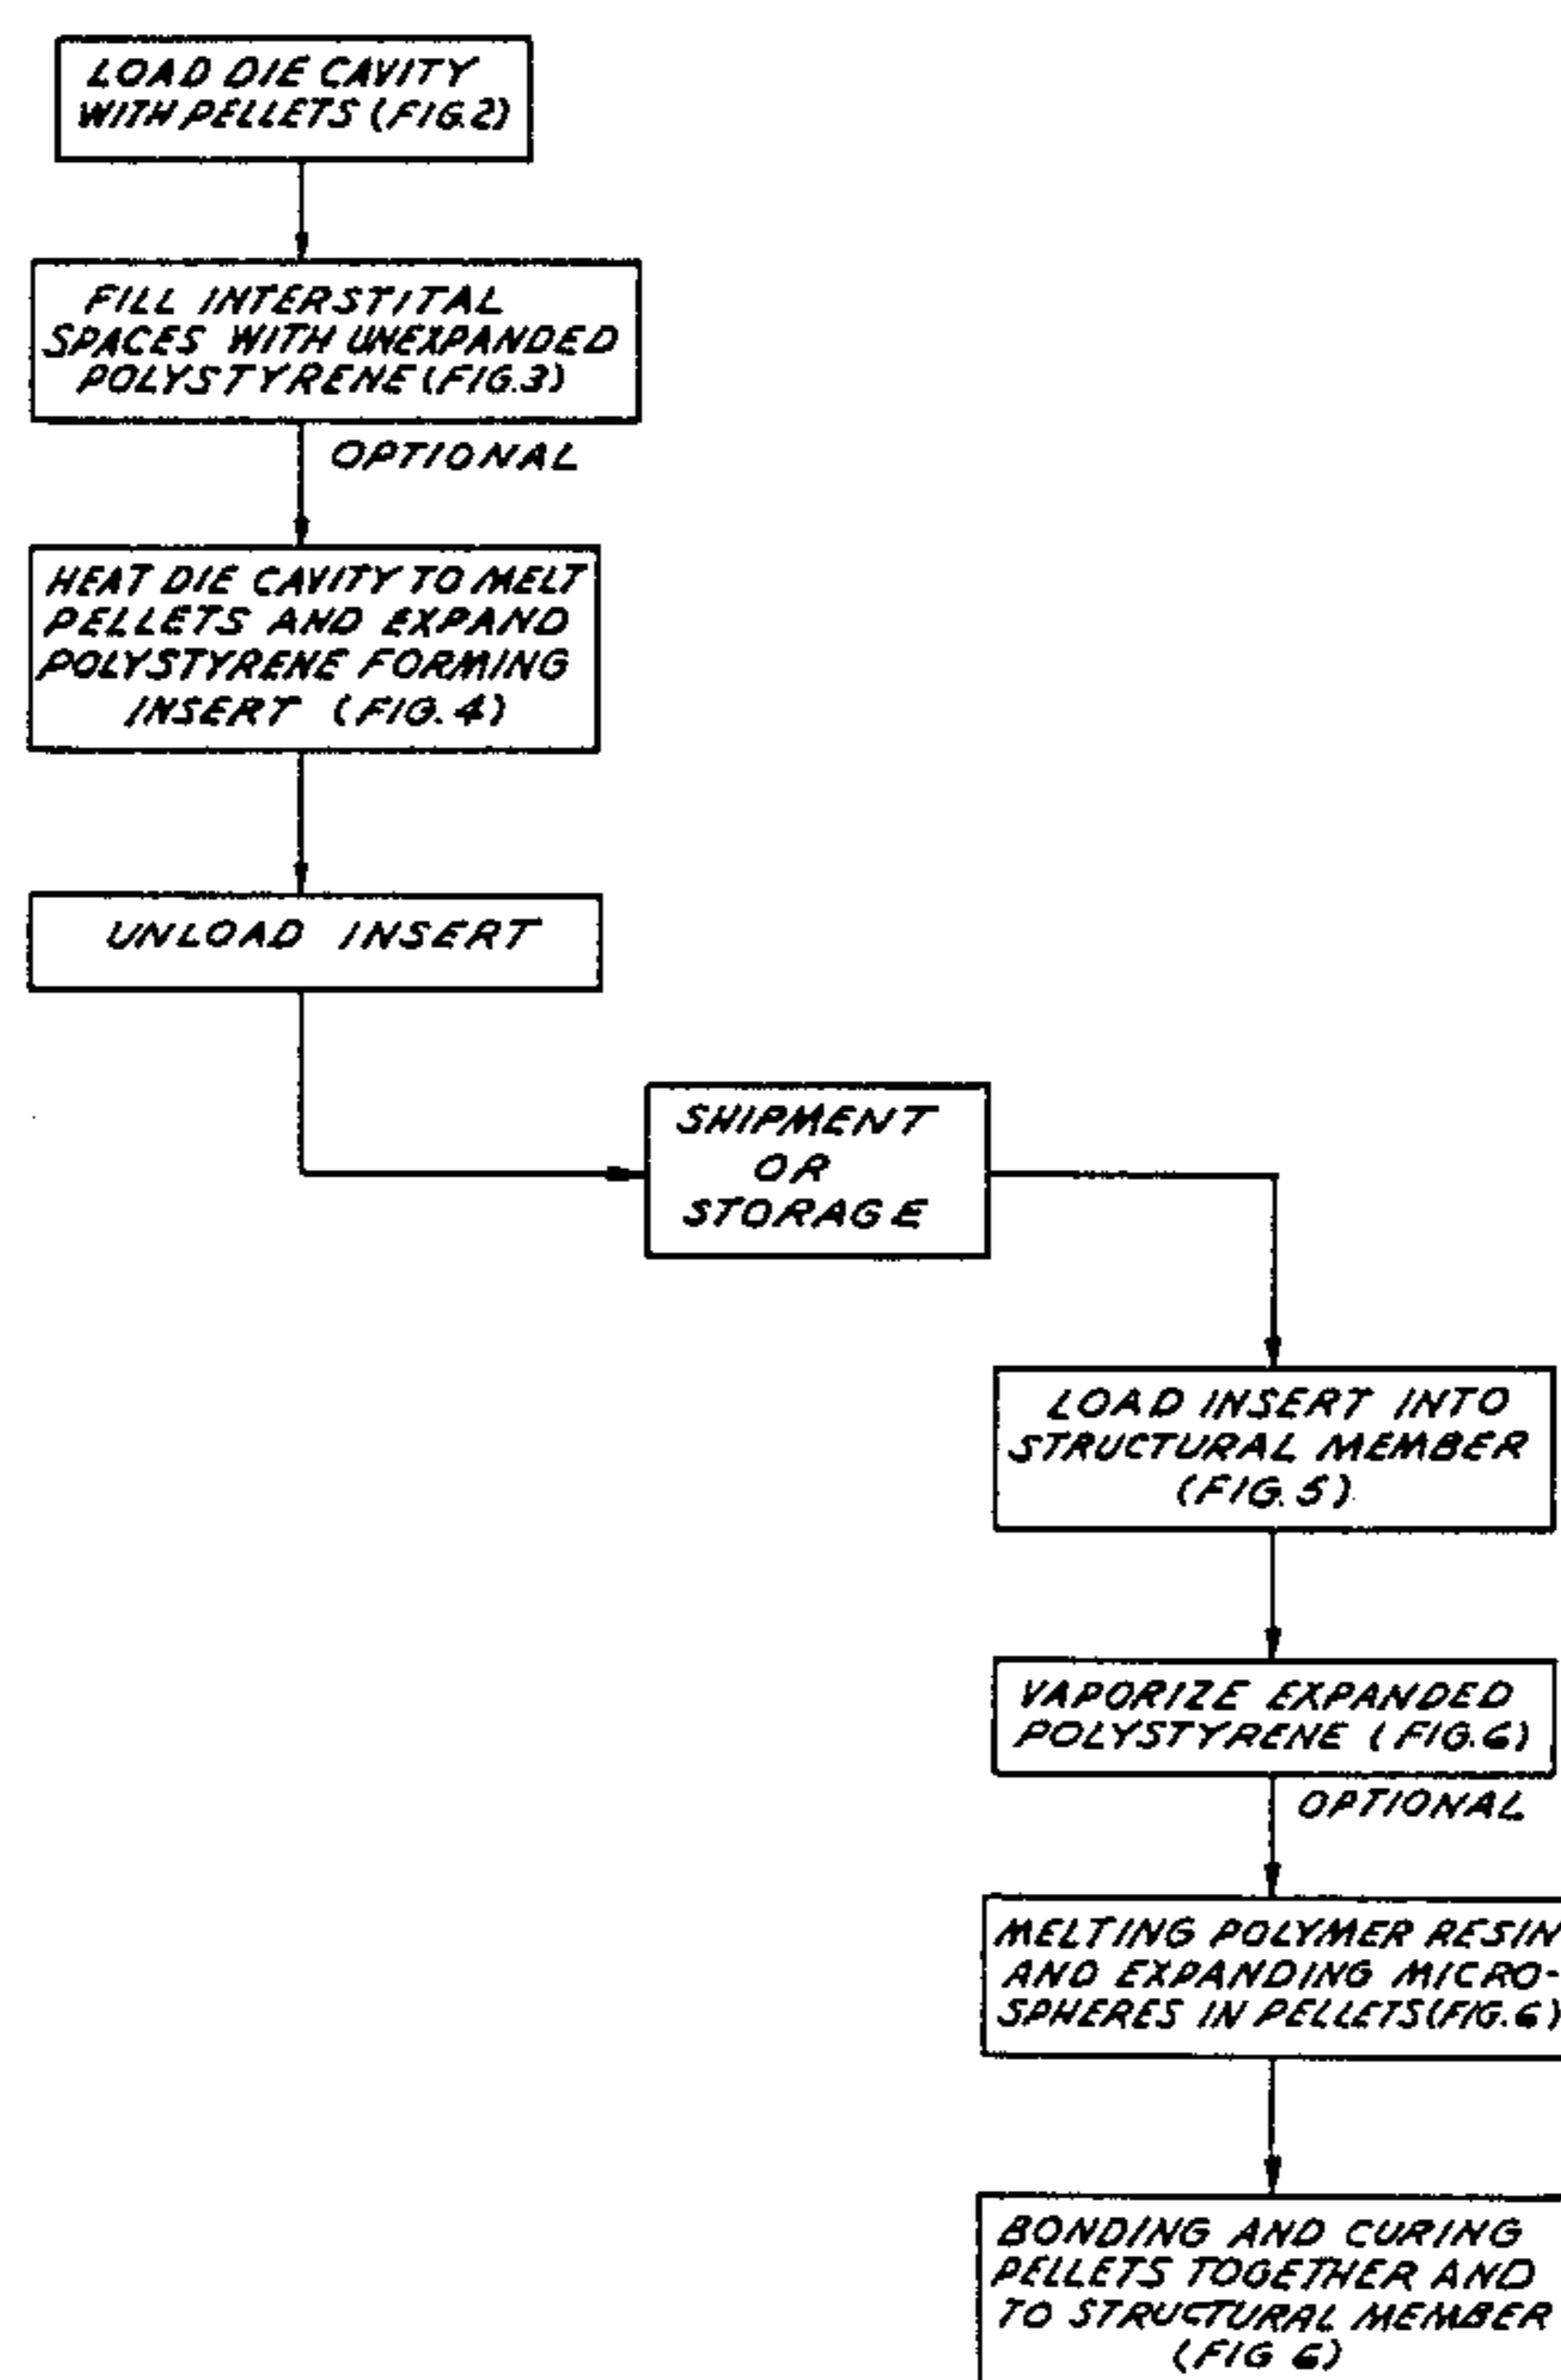 LOAD DIE CAVITY
WITH PELLETS (FIG.2)
FILL INTERSTITAL
SPACES WITH UNEXPANDED
POLYSTYRENE (FIG.3)
OPTIONAL
HEAT DIE CAVITY TO MELT
PELLETS AND EXPAND
POLYSTYRENE FORMING
INSERT (FIG. 4)
UNLOAD INSERT
SHIPMENT
OR
STORAGE
LOAD INSERT INTO
STRUCTURAL MEMBER
(FIG. 5)
VAPORIZE EXPANDED
POLYSTYRENE (FIG.6)
OPTIONAL
MELTING POLYMER RESIN
AND EXPANDING MICRO-
SPHERES IN PELLETS (FIG. 6)
BONDING AND CURING
PELLETS TOGETHER AND
TO STRUCTURAL MEMBER
(FIG 6)